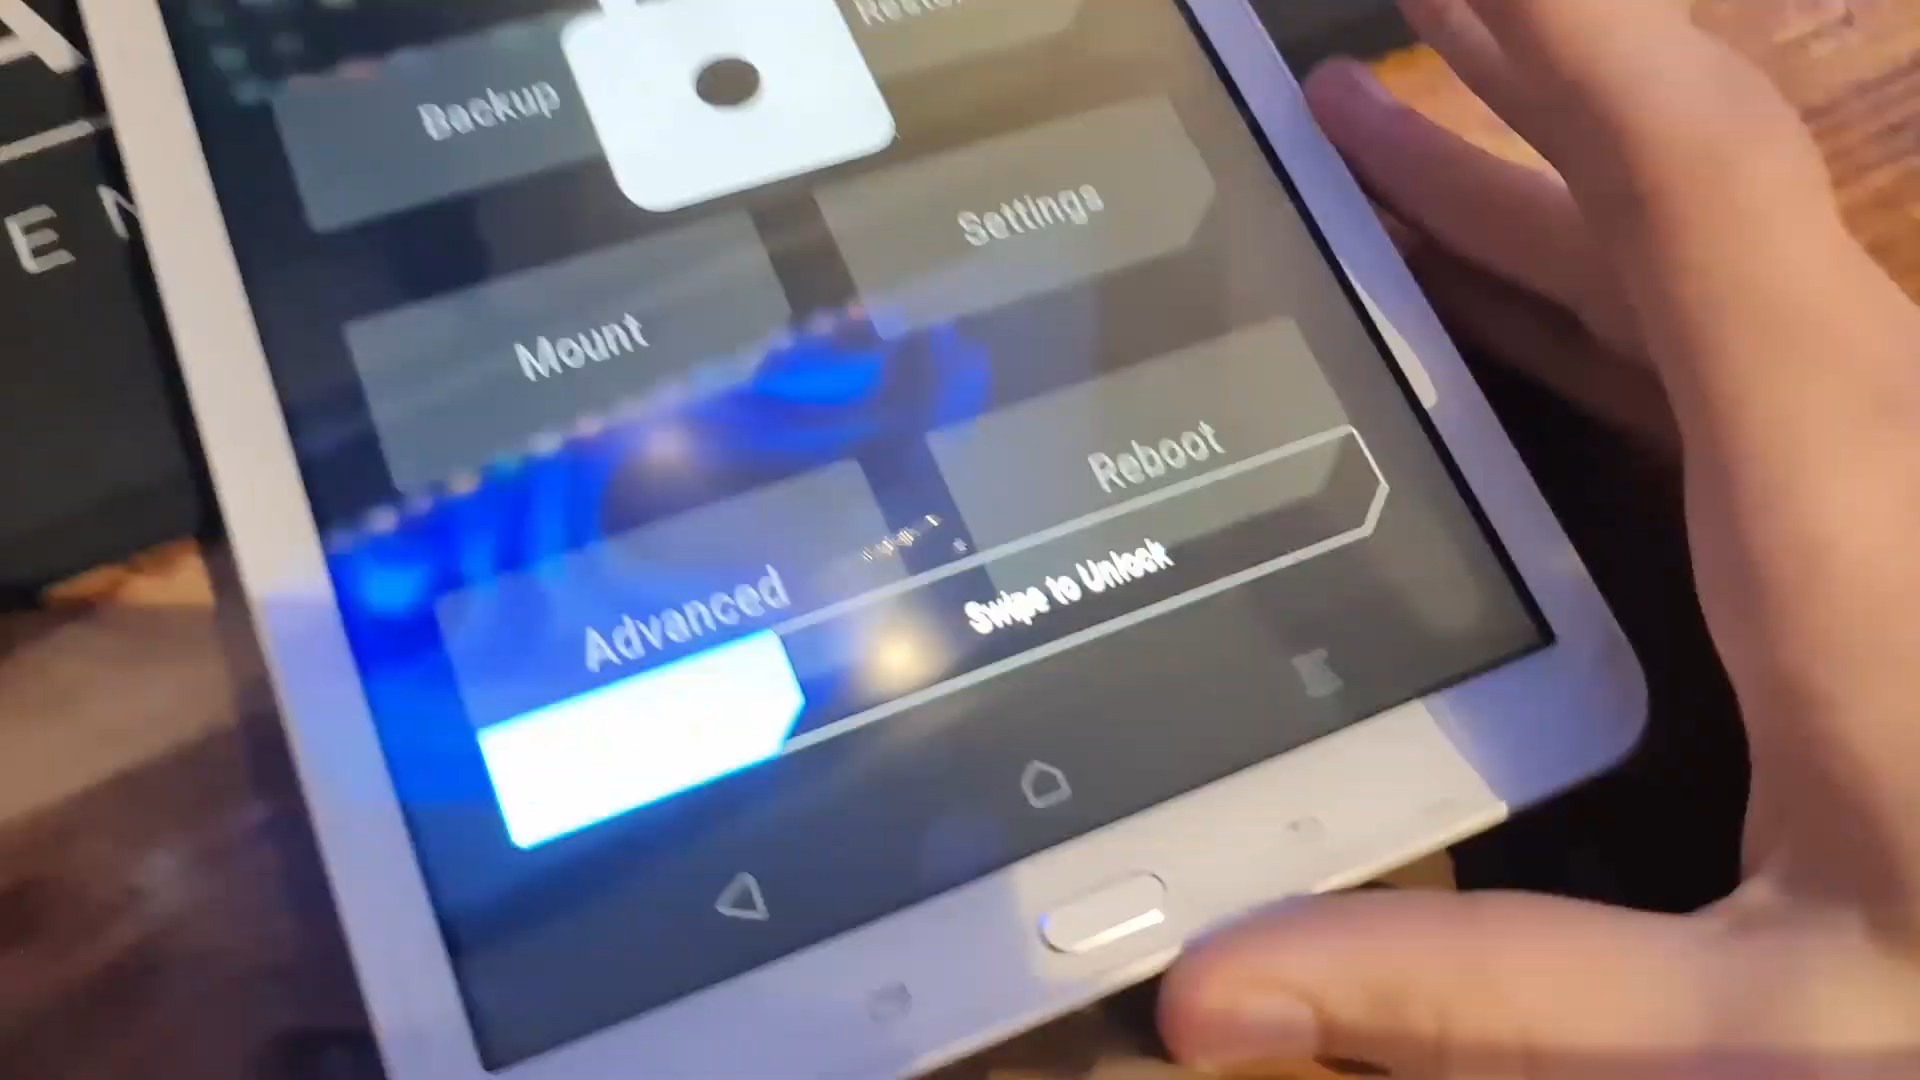 Backup
Settings
Mount
Reboot
Advanced
Swipe to Unlock